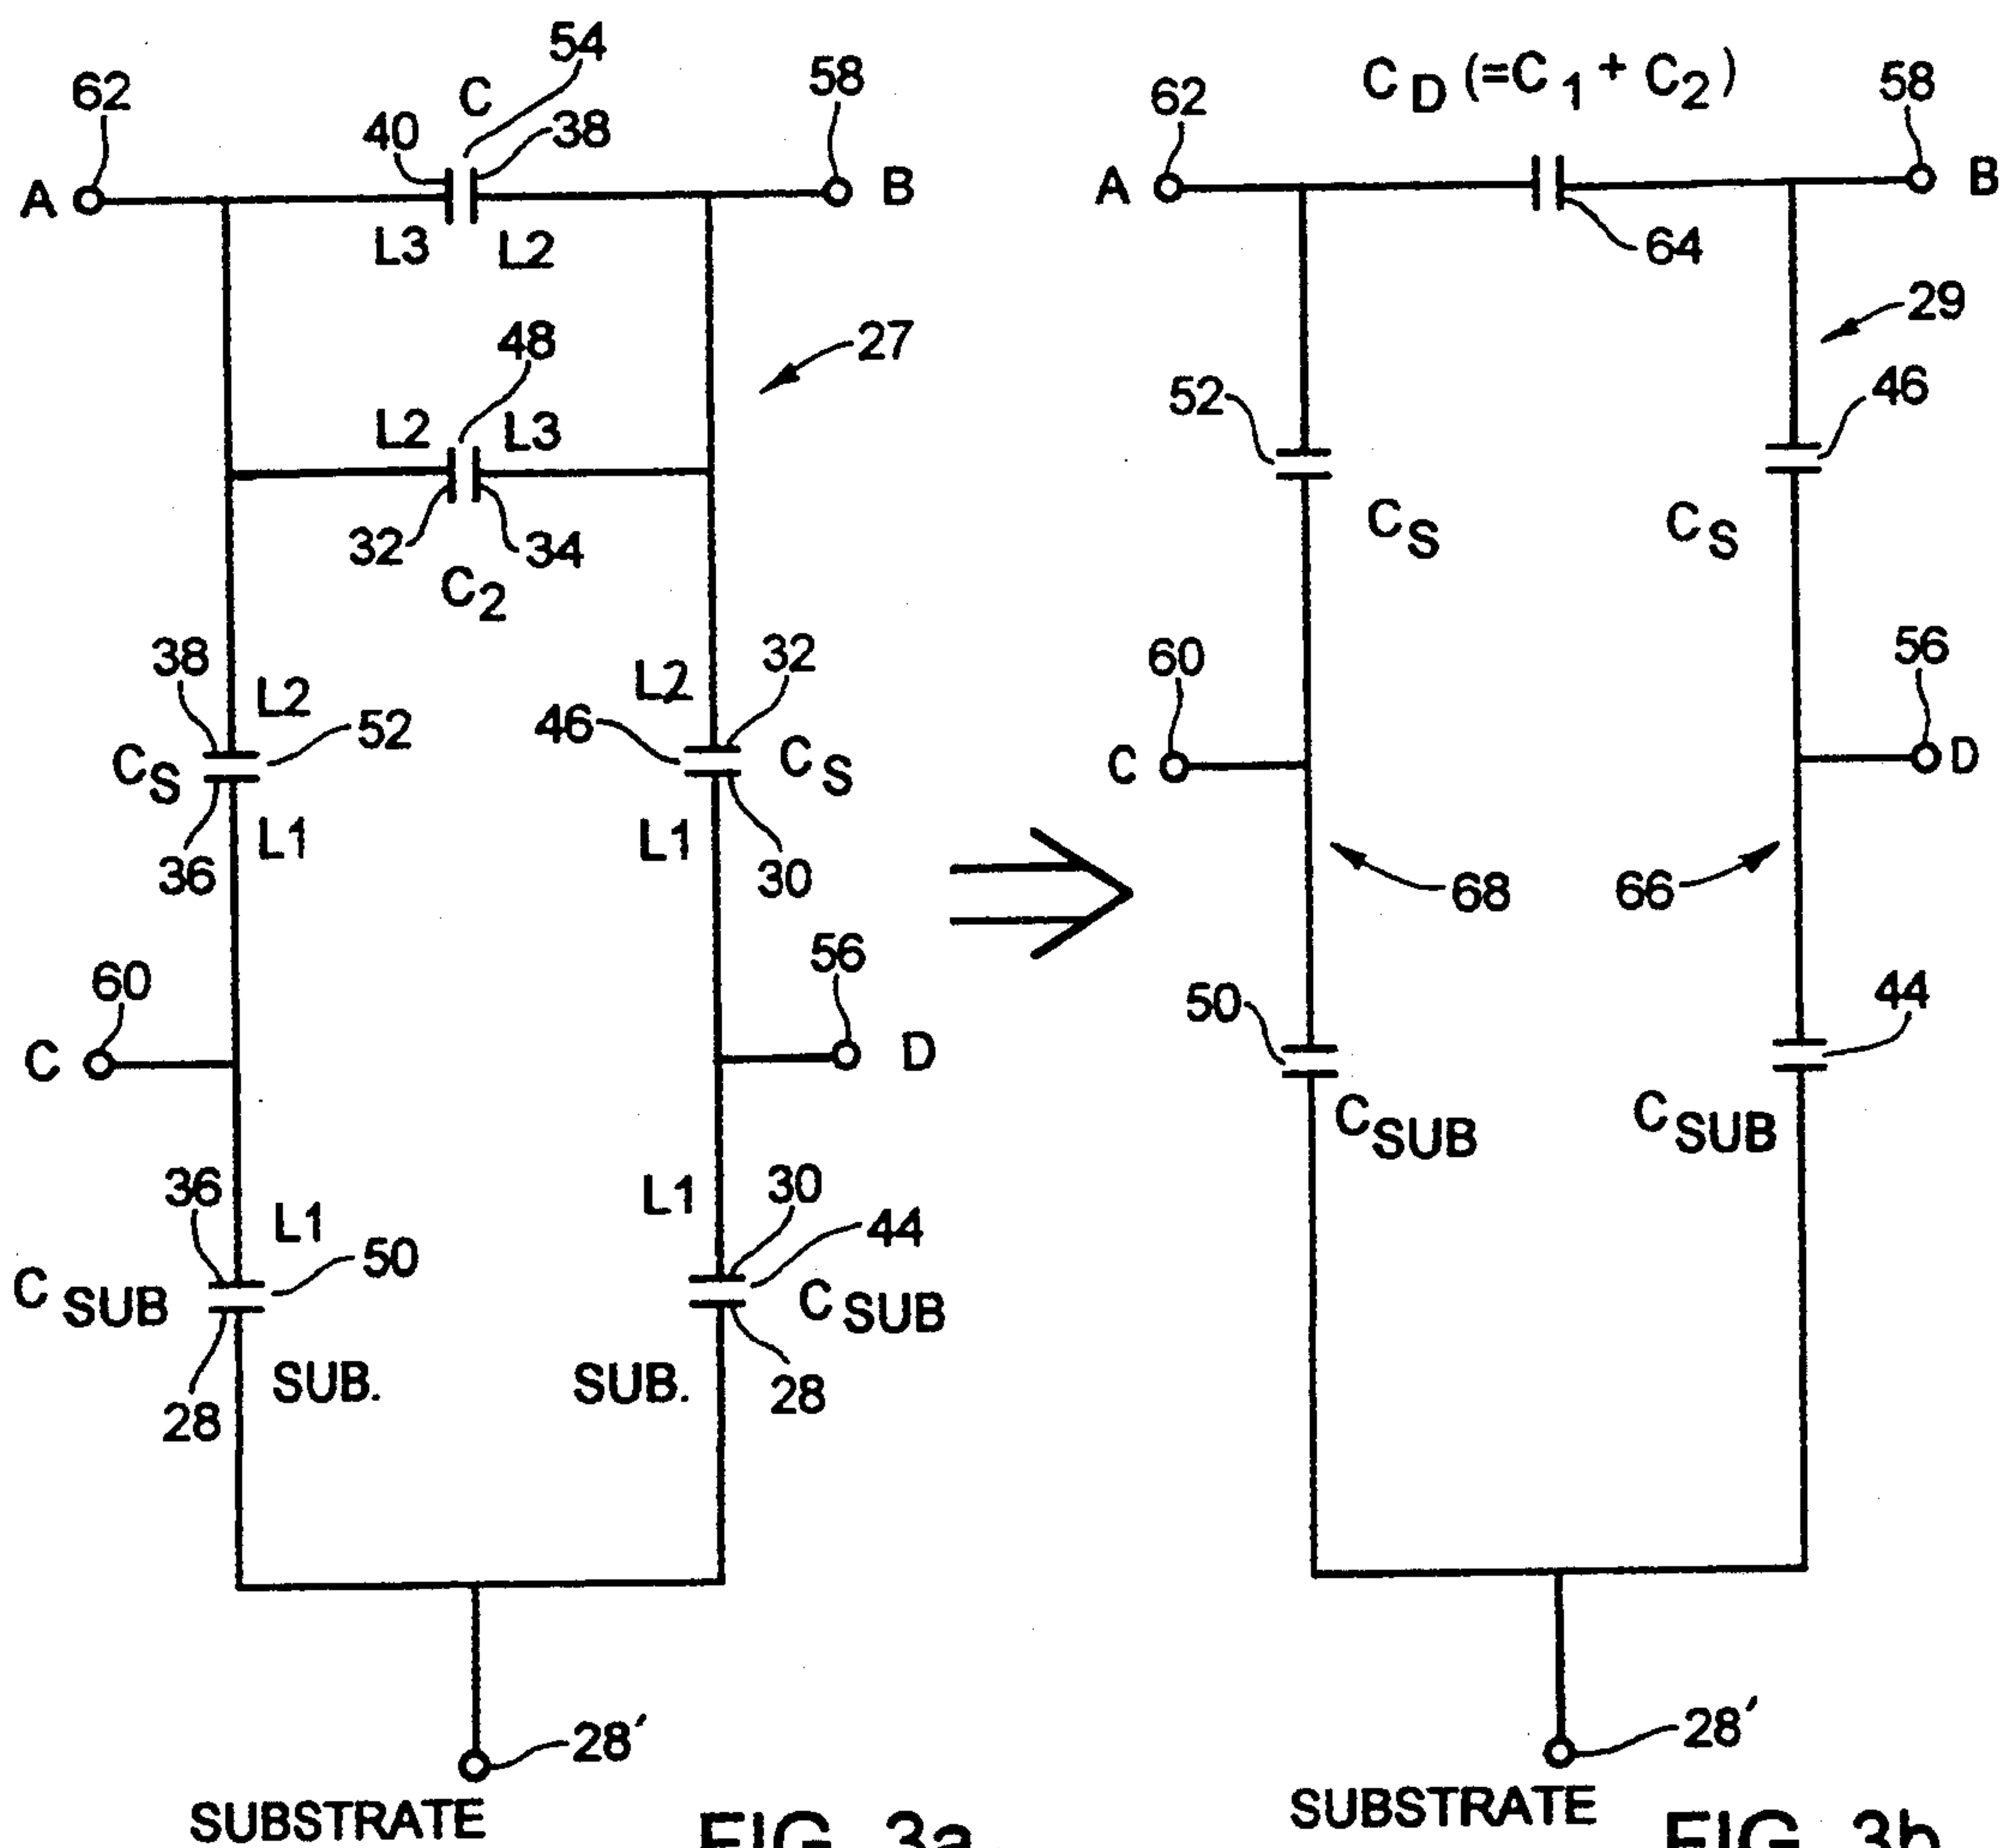 54
62
C
58
40
38
A
B
L3
L2
48
27
L2
L3
32
34
C2
38
L2
52
CS
36
L1
L2
32
46
CS
L1
30
60
C
56
D
36
L1
50
CSUB
28
SUB.
L1
30
44
CSUB
SUB.
28
28′
SUBSTRATE
FIG. 3a.
CD (=C1 + C2)
62
58
A
B
64
29
52
46
CS
CS
60
56
C
D
68
66
50
44
CSUB
CSUB
28′
SUBSTRATE
FIG. 3b